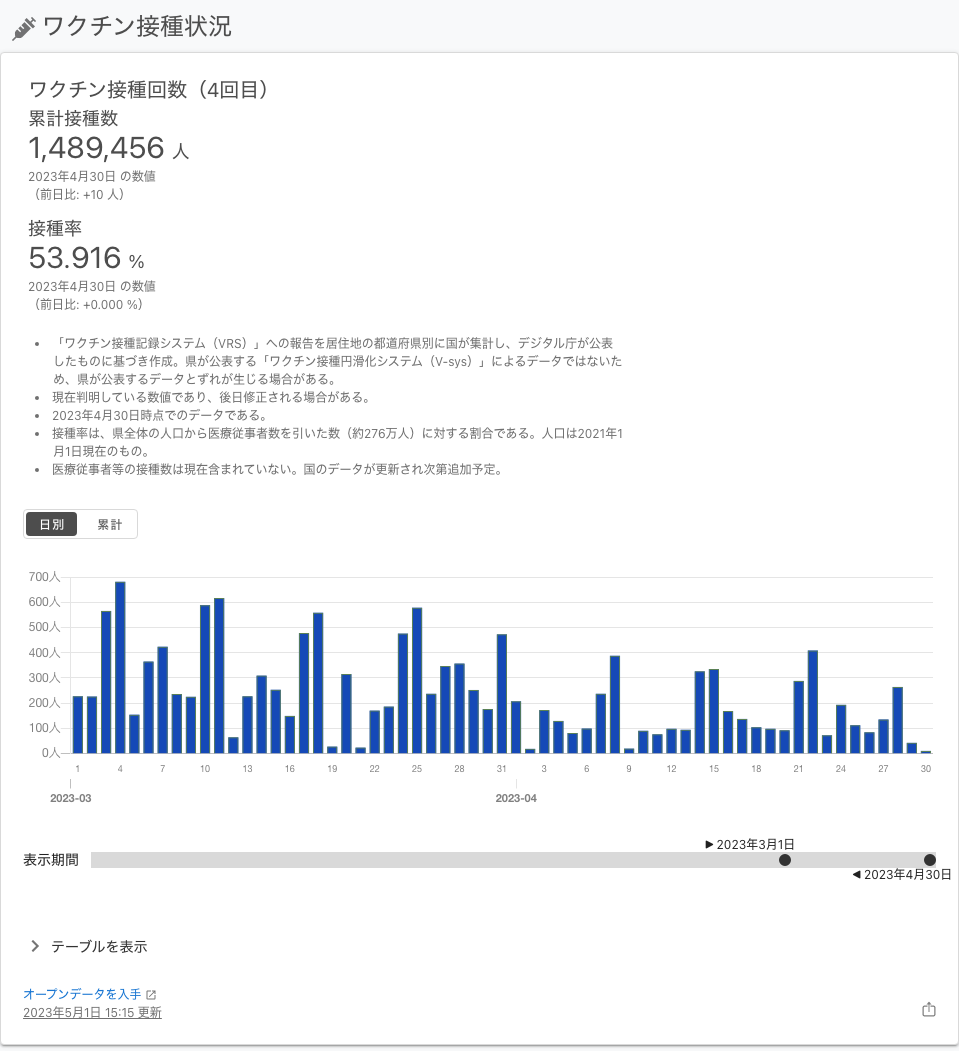 ワクチン接種状況
ワクチン接種回数（4回目）
累計接種数
1,489,456 人
2023年4月30日 の数値
（前日比: +10 人）
接種率
53.916 %
2023年4月30日 の数値
（前日比: +0.000 %）
• 「ワクチン接種記録システム（VRS）」への報告を居住地の都道府県別に国が集計し、デジタル庁が公表
したものに基づき作成。県が公表する「ワクチン接種円滑化システム（V-sys）」によるデータではないた
め、県が公表するデータとずれが生じる場合がある。
• 現在判明している数値であり、後日修正される場合がある。
• 2023年4月30日時点でのデータである。
• 接種率は、県全体の人口から医療従事者数を引いた数（約276万人）に対する割合である。人口は2021年1
月1日現在のもの。
• 医療従事者等の接種数は現在含まれていない。国のデータが更新され次第追加予定。
日別 累計
700人
600人
500人
400人
300人
200人
100人
0人
1 4 7 10 13 16 19 22 25 28 31 3 6 9 12 15 18 21 24 27 30
2023-03 2023-04
2023年3月1日
表示期間
2023年4月30日
テーブルを表示
オープンデータを入手
2023年5月1日 15:15 更新